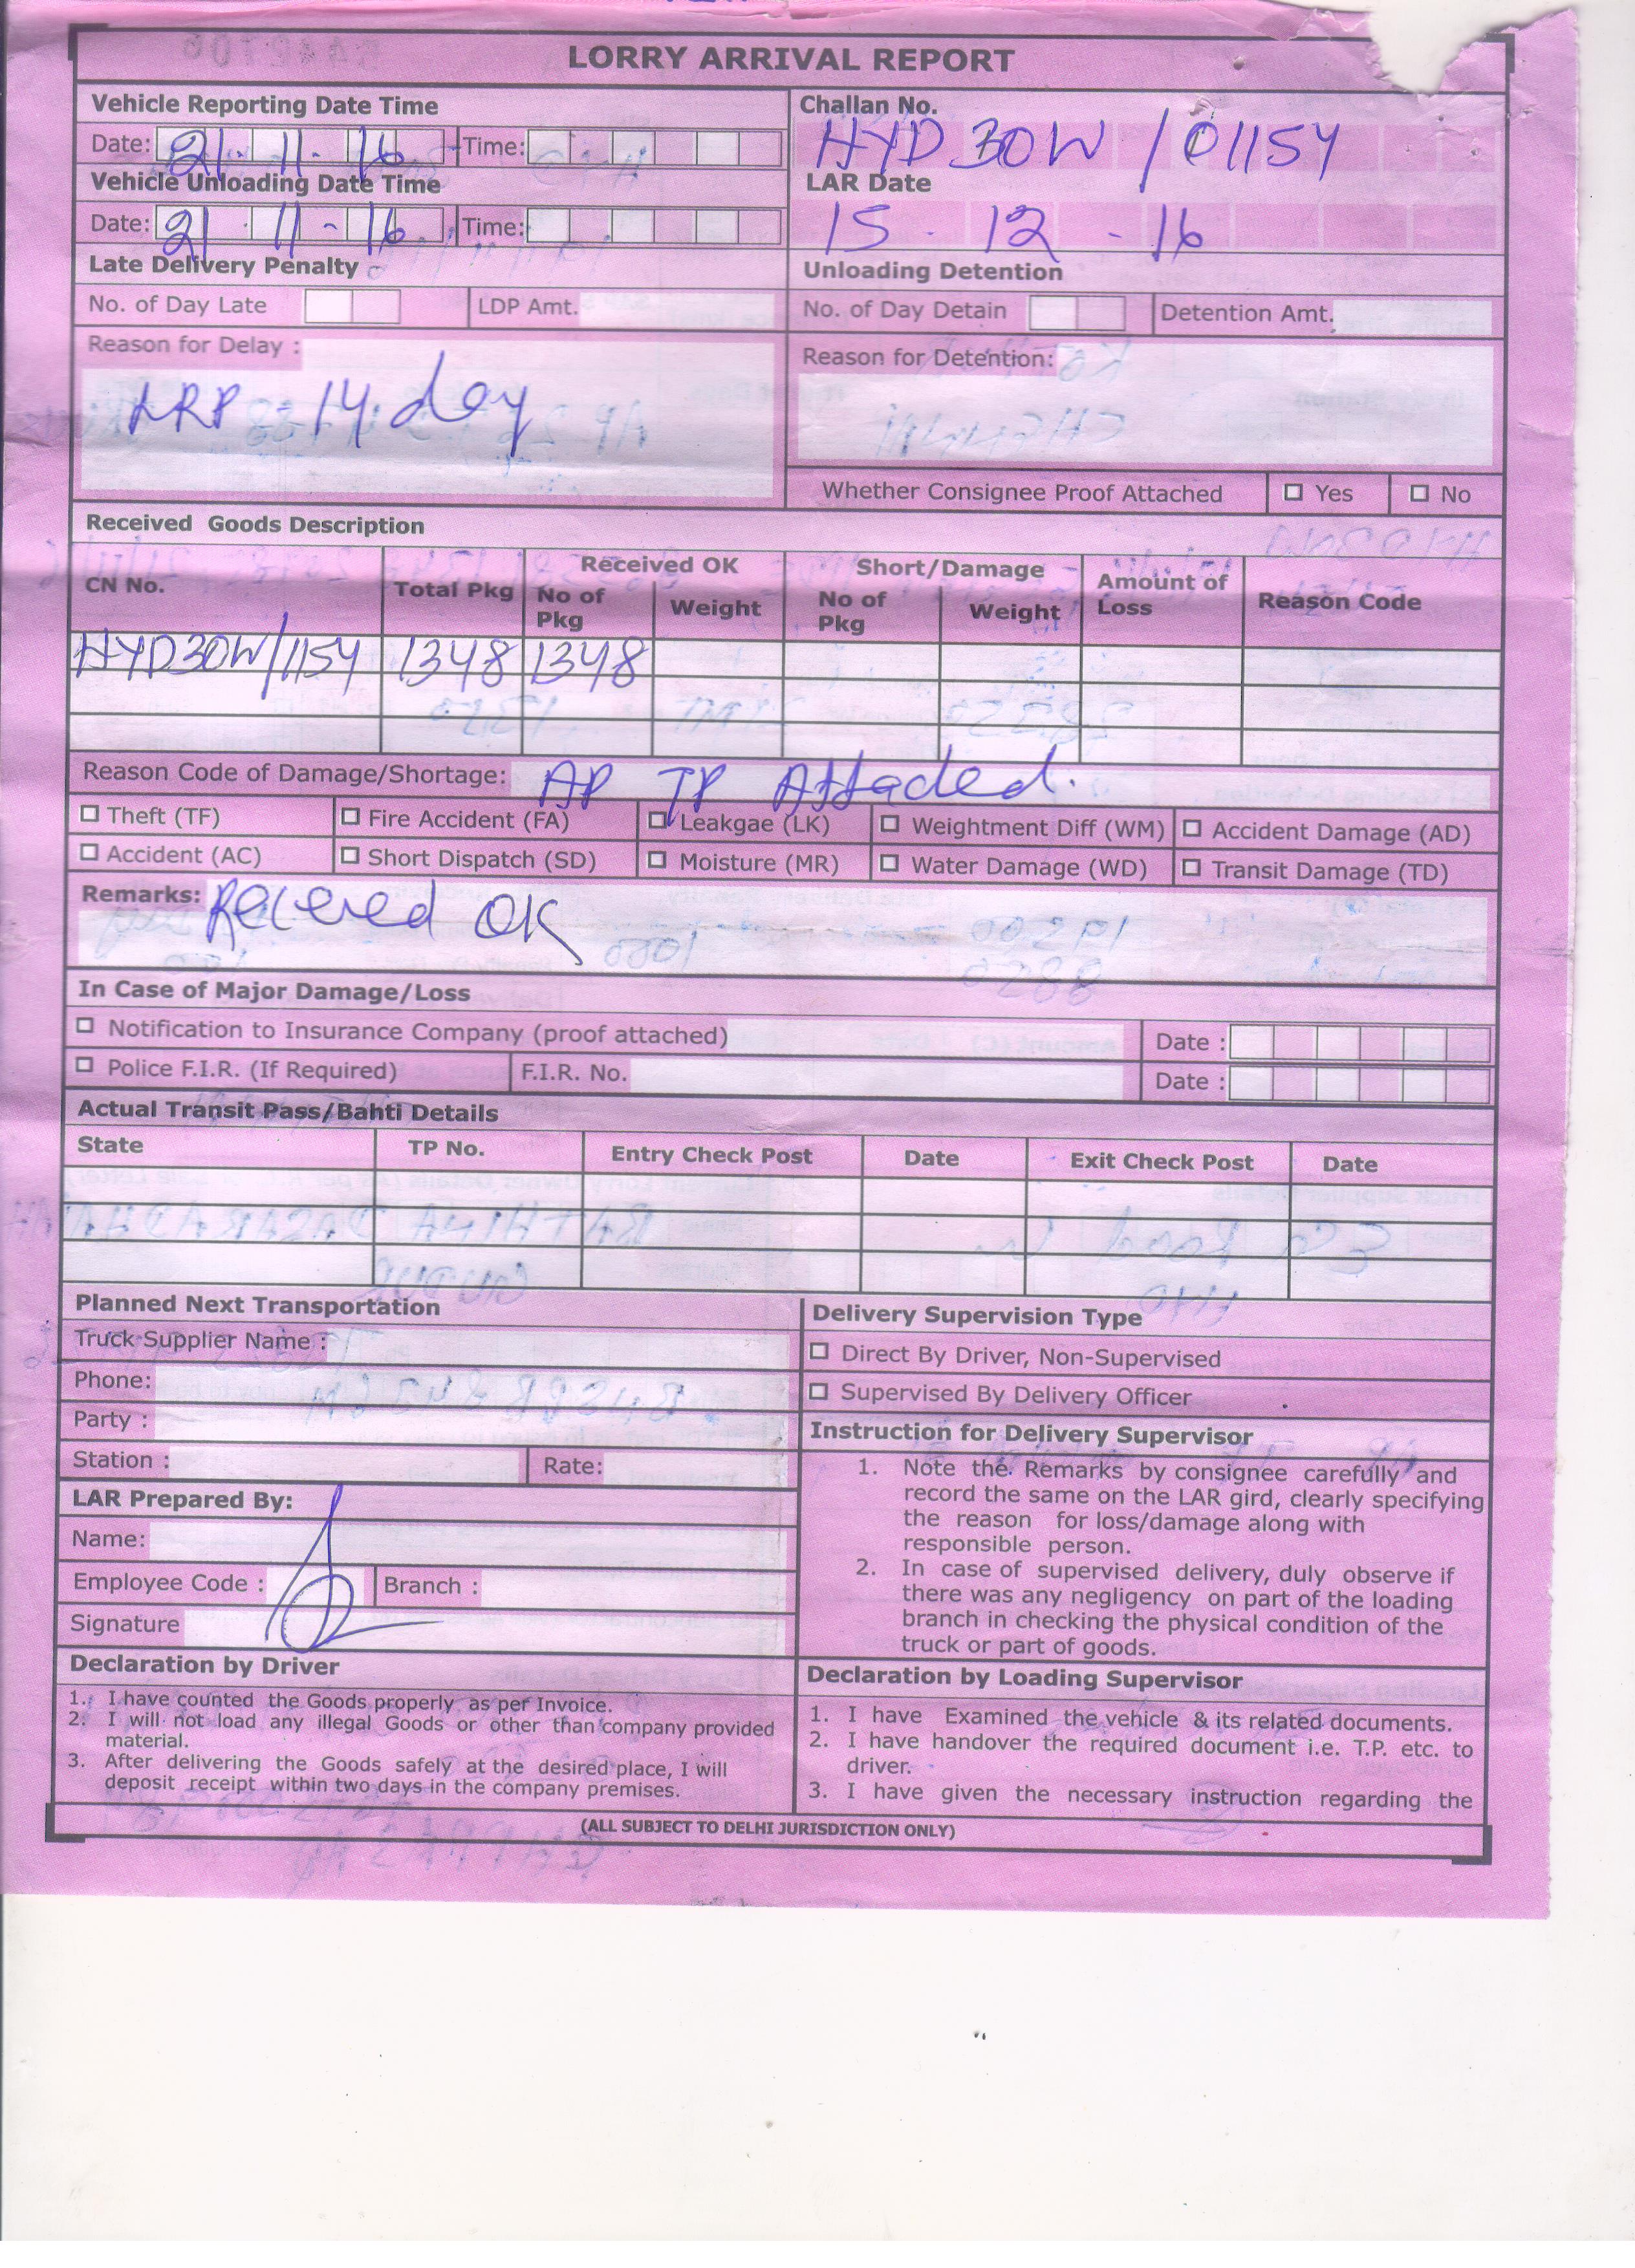 LORRY ARRIVAL REPORT
Vehicle Reporting Date Time
Date: 21-11-16 Time:
Challan No.
HYD30W/01154
Vehicle Unloading Date Time
Date: 21-11-16 Time:
LAR Date
15-12-16
Late Delivery Penalty
No. of Day Late LDP Amt.
Unloading Detention
No. of Day Detain Detention Amt.
Reason for Delay :
LRP - 14 day
Reason for Detention:
Whether Consignee Proof Attached Yes No
Received Goods Description
CN No. Total Pkg Received OK Short/Damage Amount of Loss Reason Code
No of Pkg Weight No of Pkg Weight
HYD30W/1154 1348 1348
Reason Code of Damage/Shortage: AP TP Attaded.
Theft (TF) Fire Accident (FA) Leakgae (LK) Weightment Diff (WM) Accident Damage (AD)
Accident (AC) Short Dispatch (SD) Moisture (MR) Water Damage (WD) Transit Damage (TD)
Remarks: Receved OK
In Case of Major Damage/Loss
Notification to Insurance Company (proof attached) Date :
Police F.I.R. (If Required) F.I.R. No. Date :
Actual Transit Pass/Bahti Details
State TP No. Entry Check Post Date Exit Check Post Date
Planned Next Transportation
Truck Supplier Name :
Phone:
Party :
Station : Rate:
LAR Prepared By:
Name:
Employee Code : Branch :
Signature
Delivery Supervision Type
Direct By Driver, Non-Supervised
Supervised By Delivery Officer
Instruction for Delivery Supervisor
1. Note the Remarks by consignee carefully and
record the same on the LAR gird, clearly specifying
the reason for loss/damage along with
responsible person.
2. In case of supervised delivery, duly observe if
there was any negligency on part of the loading
branch in checking the physical condition of the
truck or part of goods.
Declaration by Driver
1. I have counted the Goods properly as per Invoice.
2. I will not load any illegal Goods or other than company provided
material.
3. After delivering the Goods safely at the desired place, I will
deposit receipt within two days in the company premises.
Declaration by Loading Supervisor
1. I have Examined the vehicle & its related documents.
2. I have handover the required document i.e. T.P. etc. to
driver.
3. I have given the necessary instruction regarding the
(ALL SUBJECT TO DELHI JURISDICTION ONLY)